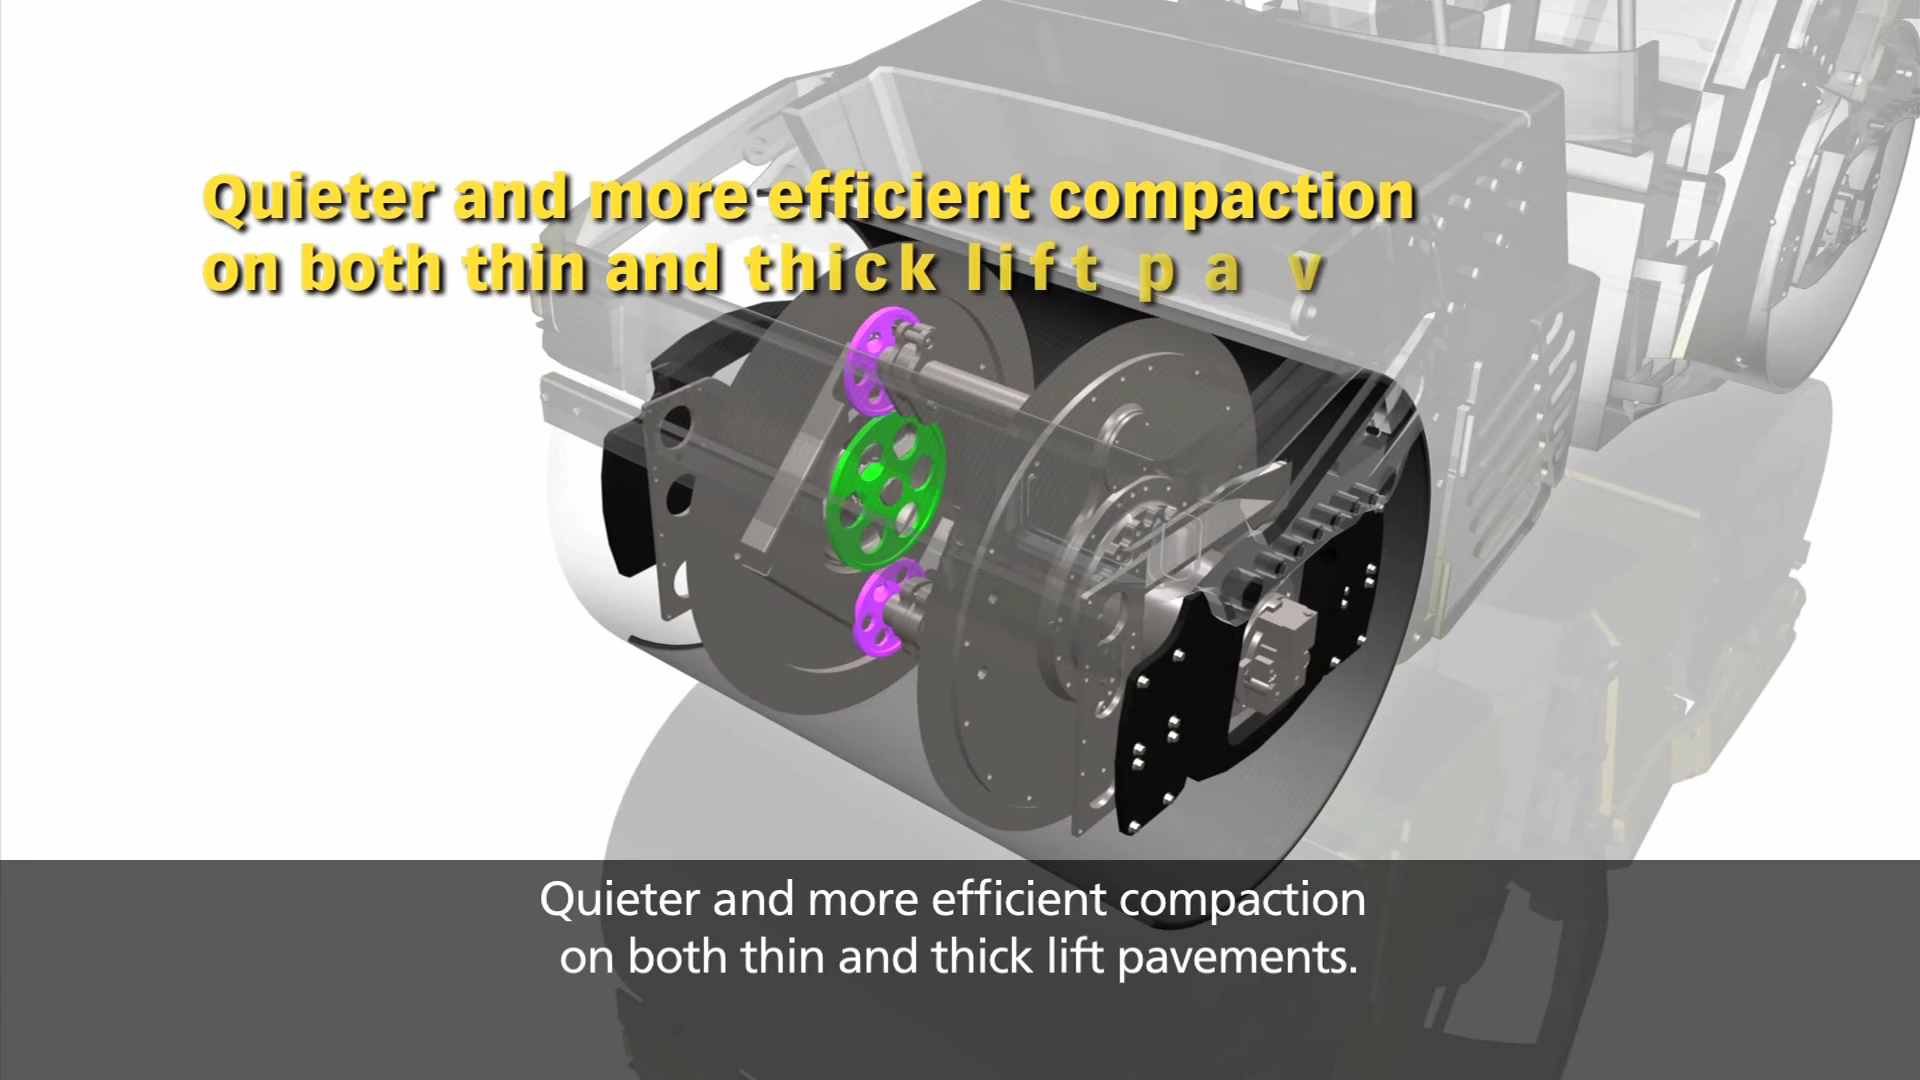 Quieter and more efficient compaction
on both thin and thick lift pa v
Quieter and more efficient compaction
on both thin and thick lift pavements.